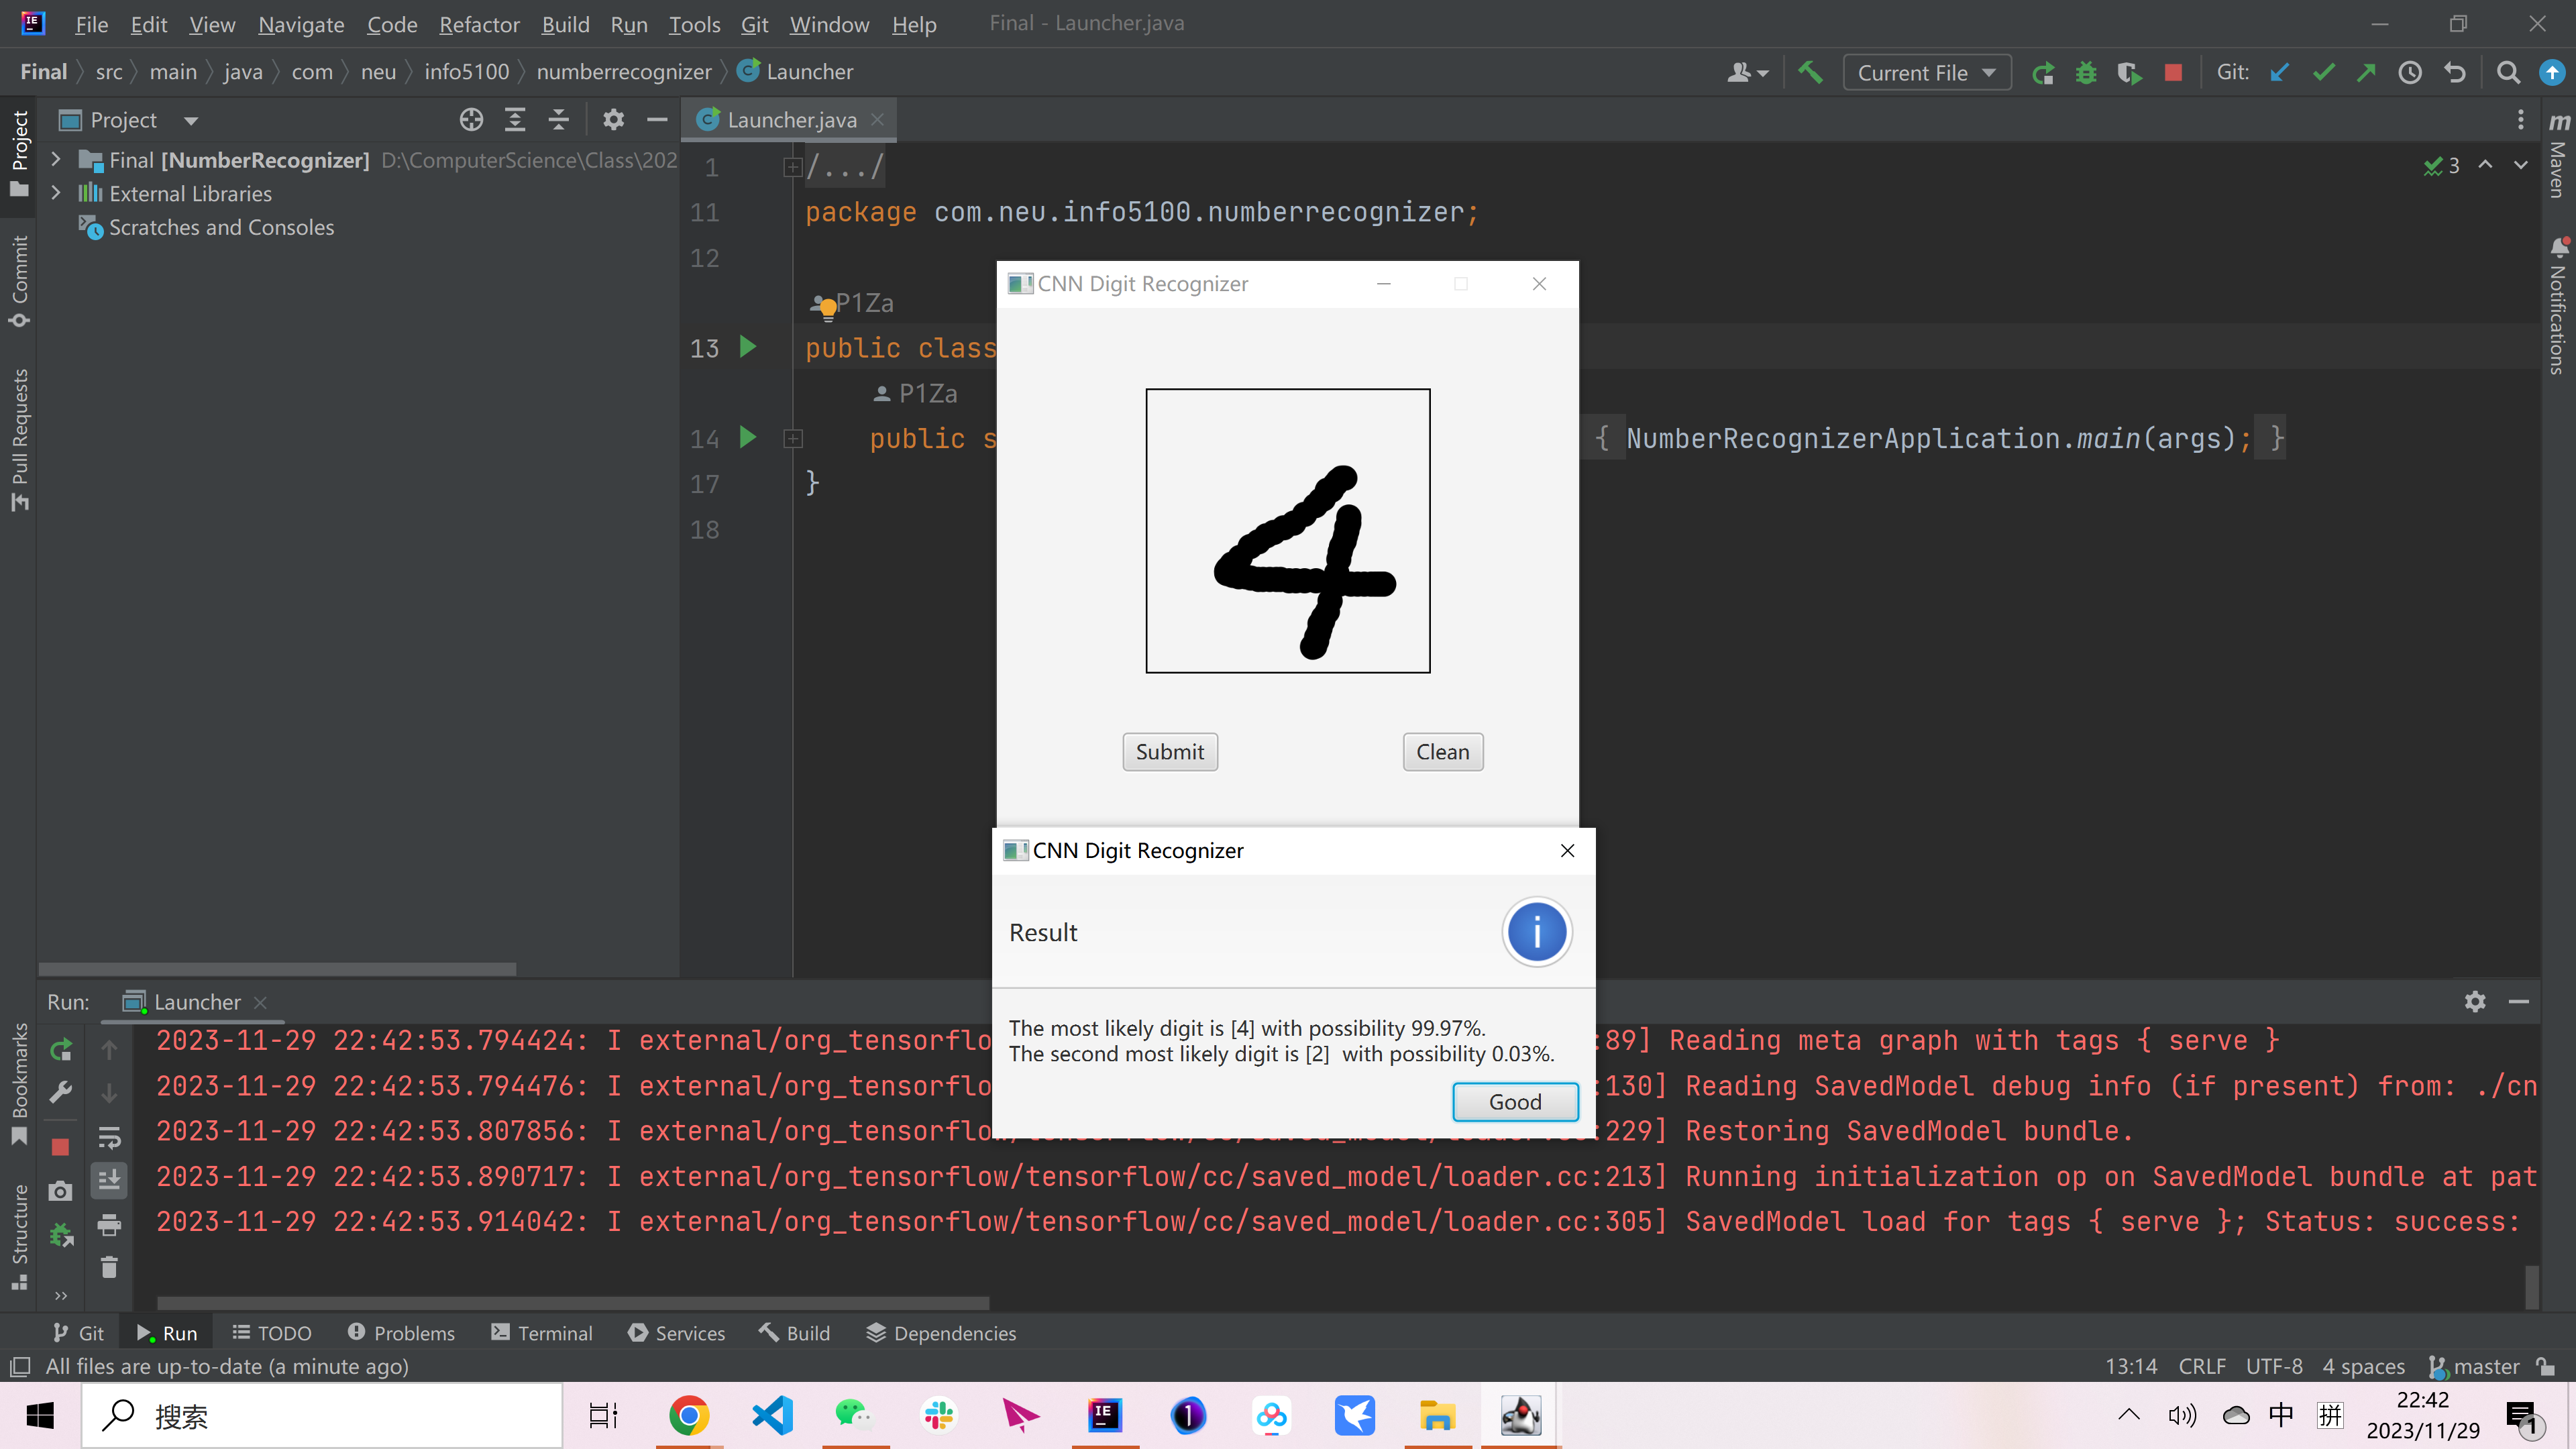 File Edit View Navigate Code Refactor Build Run Tools Git Window Help Final - Launcher.java
Final src main java com neu info5100 numberrecognizer Launcher Current File Git:
Project Launcher.java
Final [NumberRecognizer] D:\ComputerScience\Class\202
External Libraries
Scratches and Consoles
Project
Commit
Pull Requests
Bookmarks
Structure
1 /.../
11 package com.neu.info5100.numberrecognizer;
12
P1Za
13 public class
P1Za
14 public s { NumberRecognizerApplication.main(args); }
17 }
18
3
Maven
Notifications
CNN Digit Recognizer
4
Submit Clean
CNN Digit Recognizer
Result
The most likely digit is [4] with possibility 99.97%.
The second most likely digit is [2] with possibility 0.03%.
Good
Run: Launcher
2023-11-29 22:42:53.794424: I external/org_tensorflo :89] Reading meta graph with tags { serve }
2023-11-29 22:42:53.794476: I external/org_tensorflo :130] Reading SavedModel debug info (if present) from: ./cn
2023-11-29 22:42:53.807856: I external/org_tensorflow/tensorflow/cc/saved_model/loader.cc:229] Restoring SavedModel bundle.
2023-11-29 22:42:53.890717: I external/org_tensorflow/tensorflow/cc/saved_model/loader.cc:213] Running initialization op on SavedModel bundle at pat
2023-11-29 22:42:53.914042: I external/org_tensorflow/tensorflow/cc/saved_model/loader.cc:305] SavedModel load for tags { serve }; Status: success:
Git Run TODO Problems Terminal Services Build Dependencies
All files are up-to-date (a minute ago) 13:14 CRLF UTF-8 4 spaces master
搜索 中 拼 22:42
2023/11/29 1